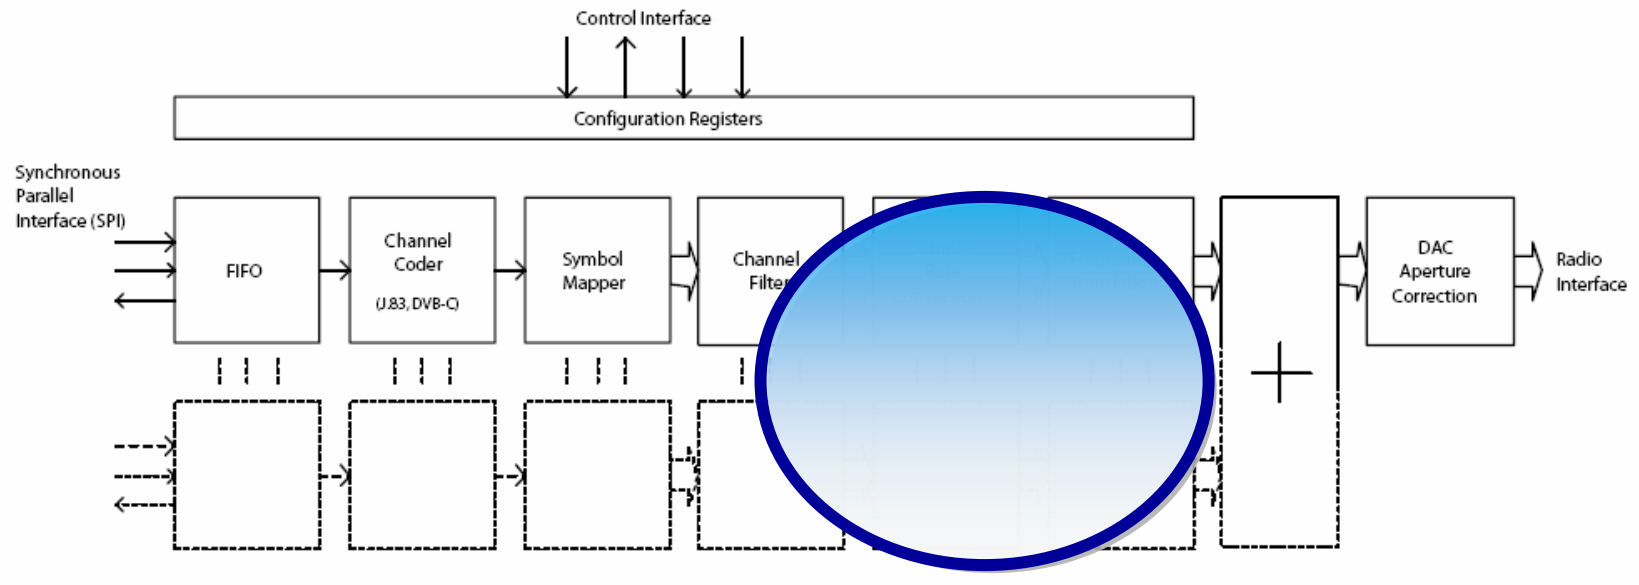 Control Interface
Configuration Registers
Synchronous
Parallel
Interface (SPI)
FIFO
Channel
Coder
(J.83, DVB-C)
Symbol
Mapper
Channel
Filter
+
DAC
Aperture
Correction
Radio
Interface